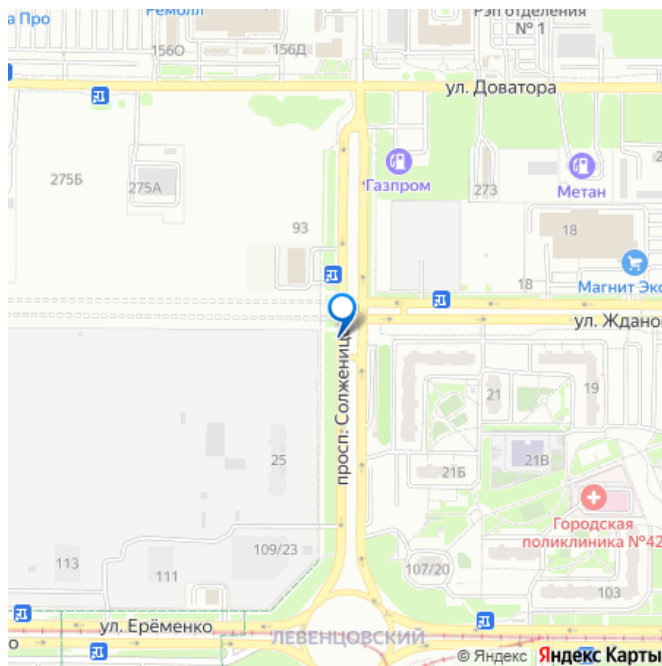 а Про
Ремолл
156О
156Д
Рэп отделения
№ 1
ул. Доватора
275Б
275А
Газпром
273
Метан
93
18
18
Магнит Экс
ул. Ждано
просп. Солжениц
21
19
25
21Б
21В
Городская
поликлиника №42
113
111
109/23
107/20
103
ул. Ерёменко
ЛЕВЕНЦОВСКИЙ
о
© Яндекс Яндекс Карты